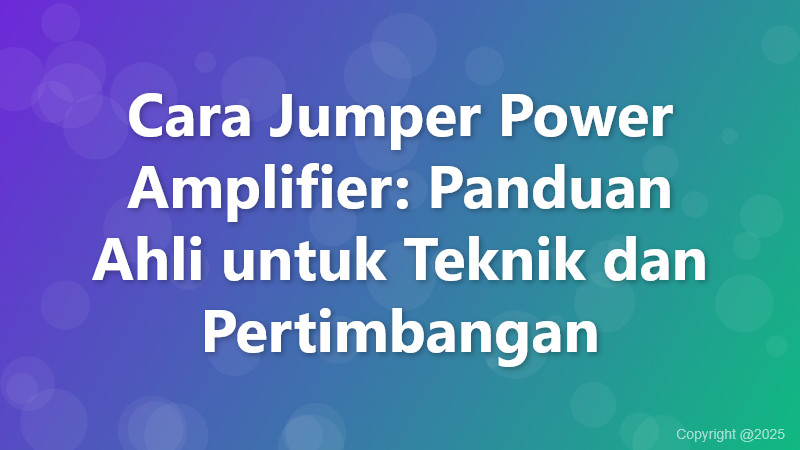 Cara Jumper Power
Amplifier: Panduan
Ahli untuk Teknik dan
Pertimbangan
Copyright @2025